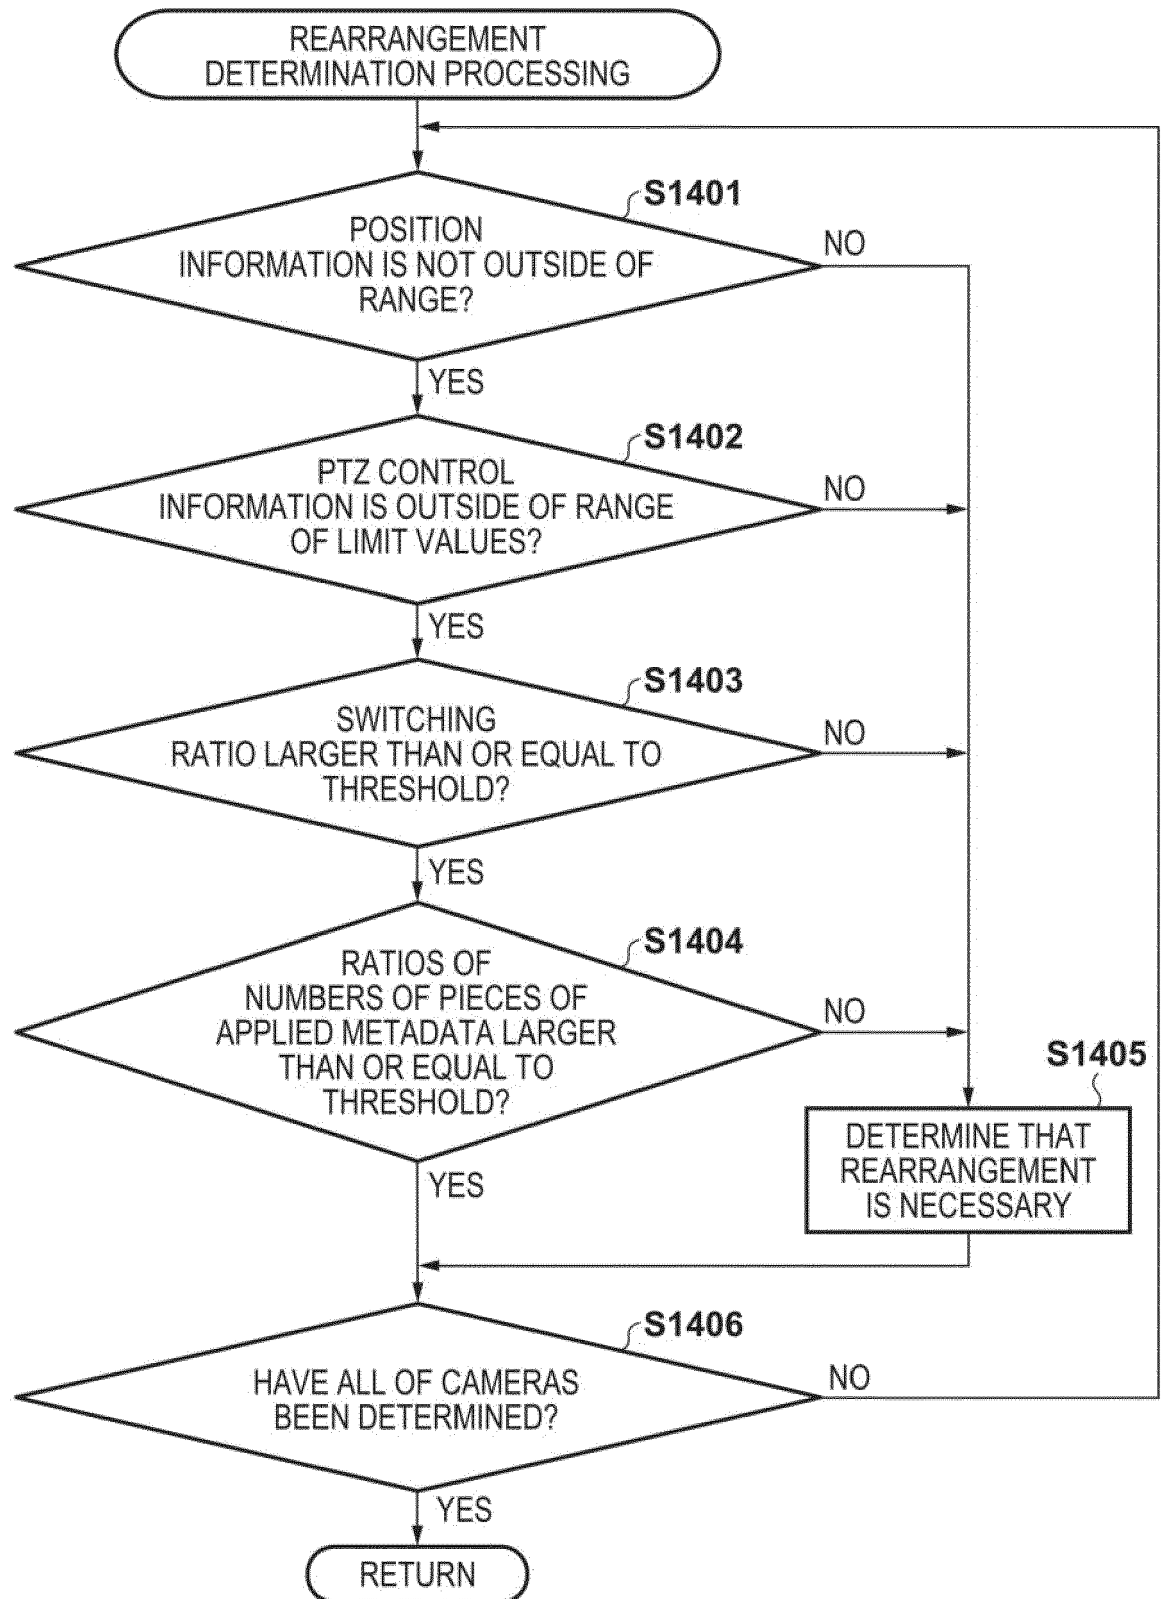 REARRANGEMENT
DETERMINATION PROCESSING
S1401
POSITION
INFORMATION IS NOT OUTSIDE OF
RANGE?
NO
YES
S1402
PTZ CONTROL
INFORMATION IS OUTSIDE OF RANGE
OF LIMIT VALUES?
NO
YES
S1403
SWITCHING
RATIO LARGER THAN OR EQUAL TO
THRESHOLD?
NO
YES
S1404
RATIOS OF
NUMBERS OF PIECES OF
APPLIED METADATA LARGER
THAN OR EQUAL TO
THRESHOLD?
NO
YES
S1405
DETERMINE THAT
REARRANGEMENT
IS NECESSARY
S1406
HAVE ALL OF CAMERAS
BEEN DETERMINED?
NO
YES
RETURN